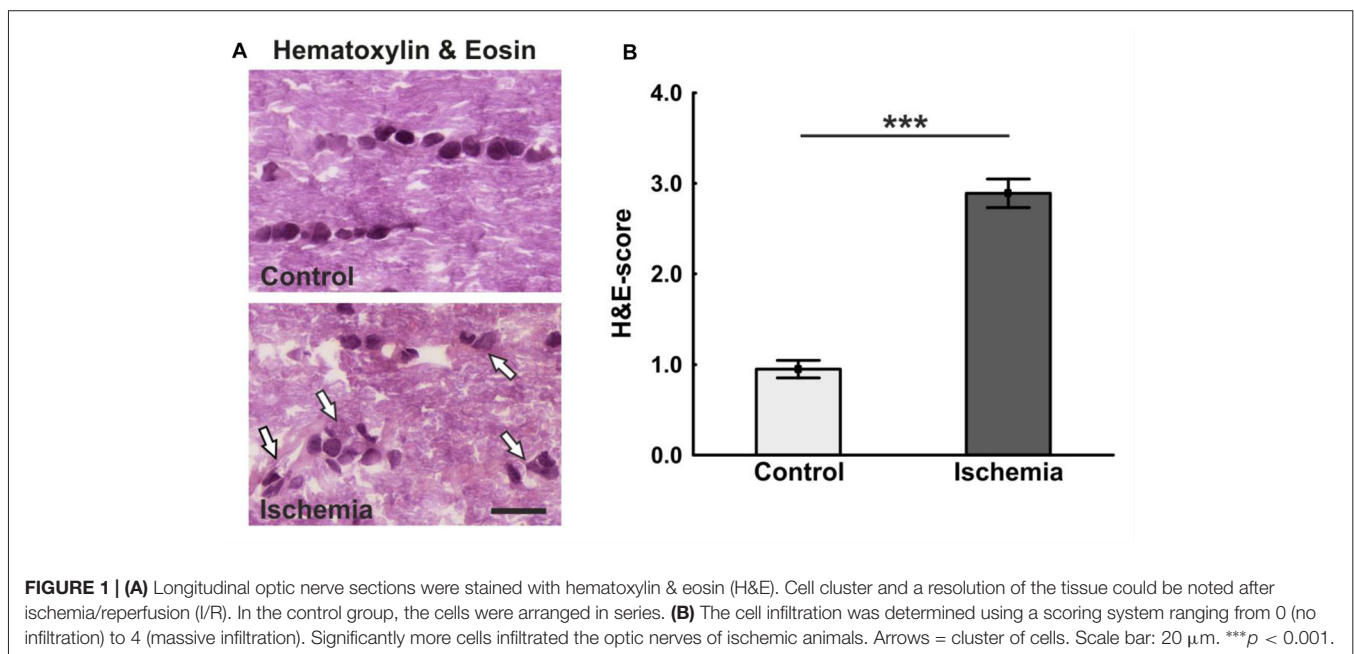 A Hematoxylin & Eosin
Control
Ischemia
B
4.0
3.0
2.0
1.0
0.0
H&E-score
***
Control Ischemia
FIGURE 1 | (A) Longitudinal optic nerve sections were stained with hematoxylin & eosin (H&E). Cell cluster and a resolution of the tissue could be noted after
ischemia/reperfusion (I/R). In the control group, the cells were arranged in series. (B) The cell infiltration was determined using a scoring system ranging from 0 (no
infiltration) to 4 (massive infiltration). Significantly more cells infiltrated the optic nerves of ischemic animals. Arrows = cluster of cells. Scale bar: 20 μm. ***p < 0.001.